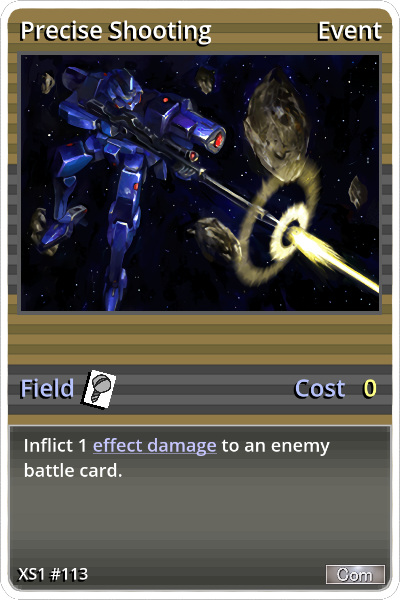 Precise Shooting Event
Field Cost 0
Inflict 1 effect damage to an enemy
battle card.
XS1 #113 Com